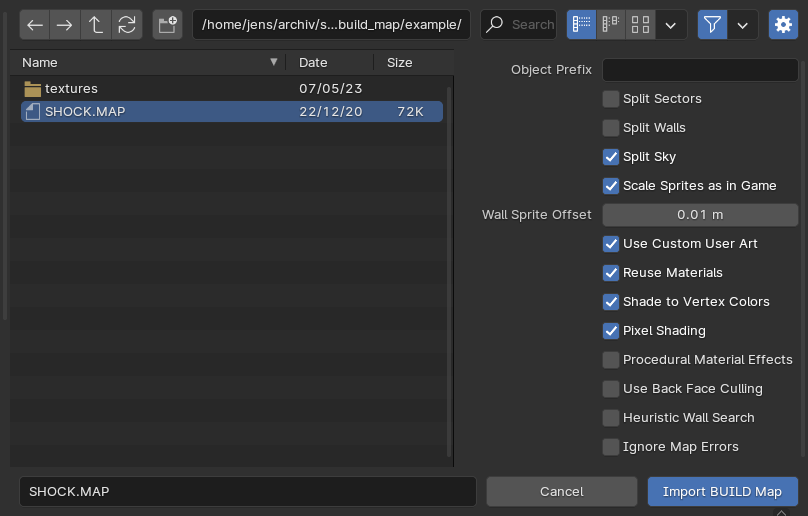 /home/jens/archiv/s...build_map/example/
Search
Name Date Size
textures 07/05/23
SHOCK.MAP 22/12/20 72K
Object Prefix
Split Sectors
Split Walls
Split Sky
Scale Sprites as in Game
Wall Sprite Offset 0.01 m
Use Custom User Art
Reuse Materials
Shade to Vertex Colors
Pixel Shading
Procedural Material Effects
Use Back Face Culling
Heuristic Wall Search
Ignore Map Errors
SHOCK.MAP
Cancel
Import BUILD Map